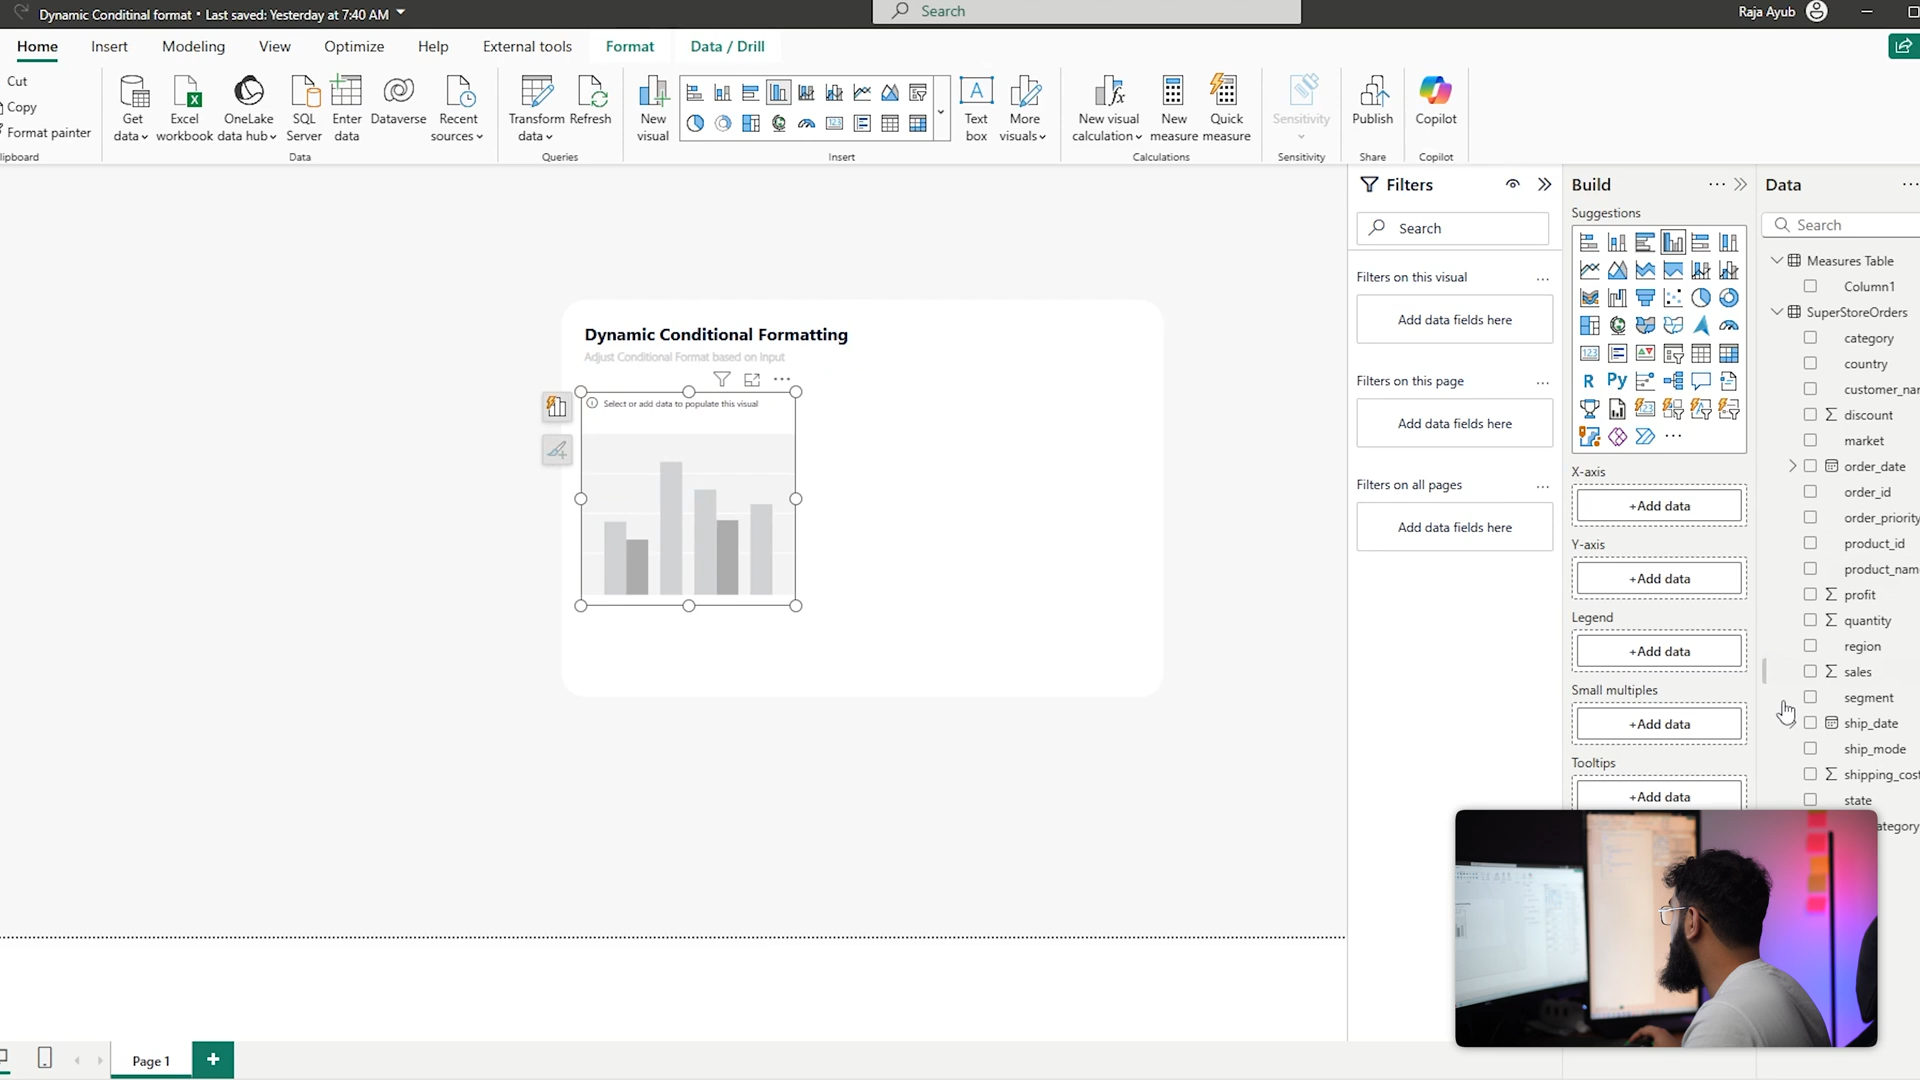 Dynamic Conditinal format • Last saved: Yesterday at 7:40 AM
Search
Raja Ayub
Home
Insert
Modeling
View
Optimize
Help
External tools
Format
Data / Drill
Cut
Copy
Format painter
lipboard
Get data
Excel workbook
OneLake data hub
SQL Server
Enter data
Dataverse
Recent sources
Data
Transform data
Refresh
Queries
New visual
Text box
More visuals
Insert
New visual calculation
New measure
Quick measure
Calculations
Sensitivity
Sensitivity
Publish
Share
Copilot
Copilot
Dynamic Conditional Formatting
Adjust Conditional Format based on Input
Select or add data to populate this visual
Filters
Search
Filters on this visual
Add data fields here
Filters on this page
Add data fields here
Filters on all pages
Add data fields here
Build
Suggestions
X-axis
+Add data
Y-axis
+Add data
Legend
+Add data
Small multiples
+Add data
Tooltips
+Add data
Data
Search
Measures Table
Column1
SuperStoreOrders
category
country
customer_nar
discount
market
order_date
order_id
order_priority
product_id
product_nam
profit
quantity
region
sales
segment
ship_date
ship_mode
shipping_cost
state
ategory
Page 1